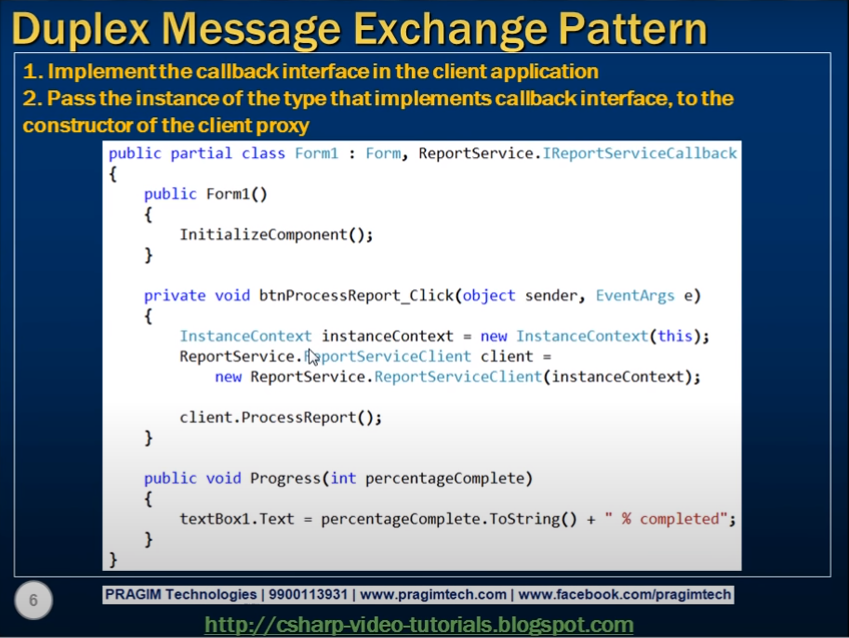 Duplex Message Exchange Pattern
1. Implement the callback interface in the client application
2. Pass the instance of the type that implements callback interface, to the
constructor of the client proxy
public partial class Form1 : Form, ReportService.IReportServiceCallback
{
public Form1()
{
InitializeComponent();
}
private void btnProcessReport_Click(object sender, EventArgs e)
{
InstanceContext instanceContext = new InstanceContext(this);
ReportService.ReportServiceClient client =
new ReportService.ReportServiceClient(instanceContext);
client.ProcessReport();
}
public void Progress(int percentageComplete)
{
textBox1.Text = percentageComplete.ToString() + " % completed";
}
}
6
PRAGIM Technologies | 9900113931 | www.pragimtech.com | www.facebook.com/pragimtech
http://csharp-video-tutorials.blogspot.com